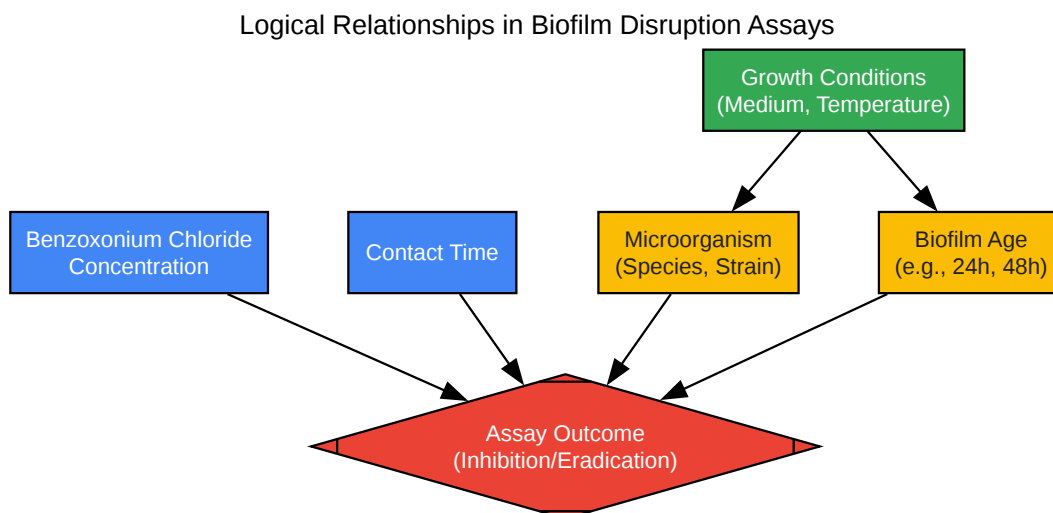 Logical Relationships in Biofilm Disruption Assays
Growth Conditions
(Medium, Temperature)
Benzoxonium Chloride
Concentration
Contact Time
Microorganism
(Species, Strain)
Biofilm Age
(e.g., 24h, 48h)
Assay Outcome
(Inhibition/Eradication)